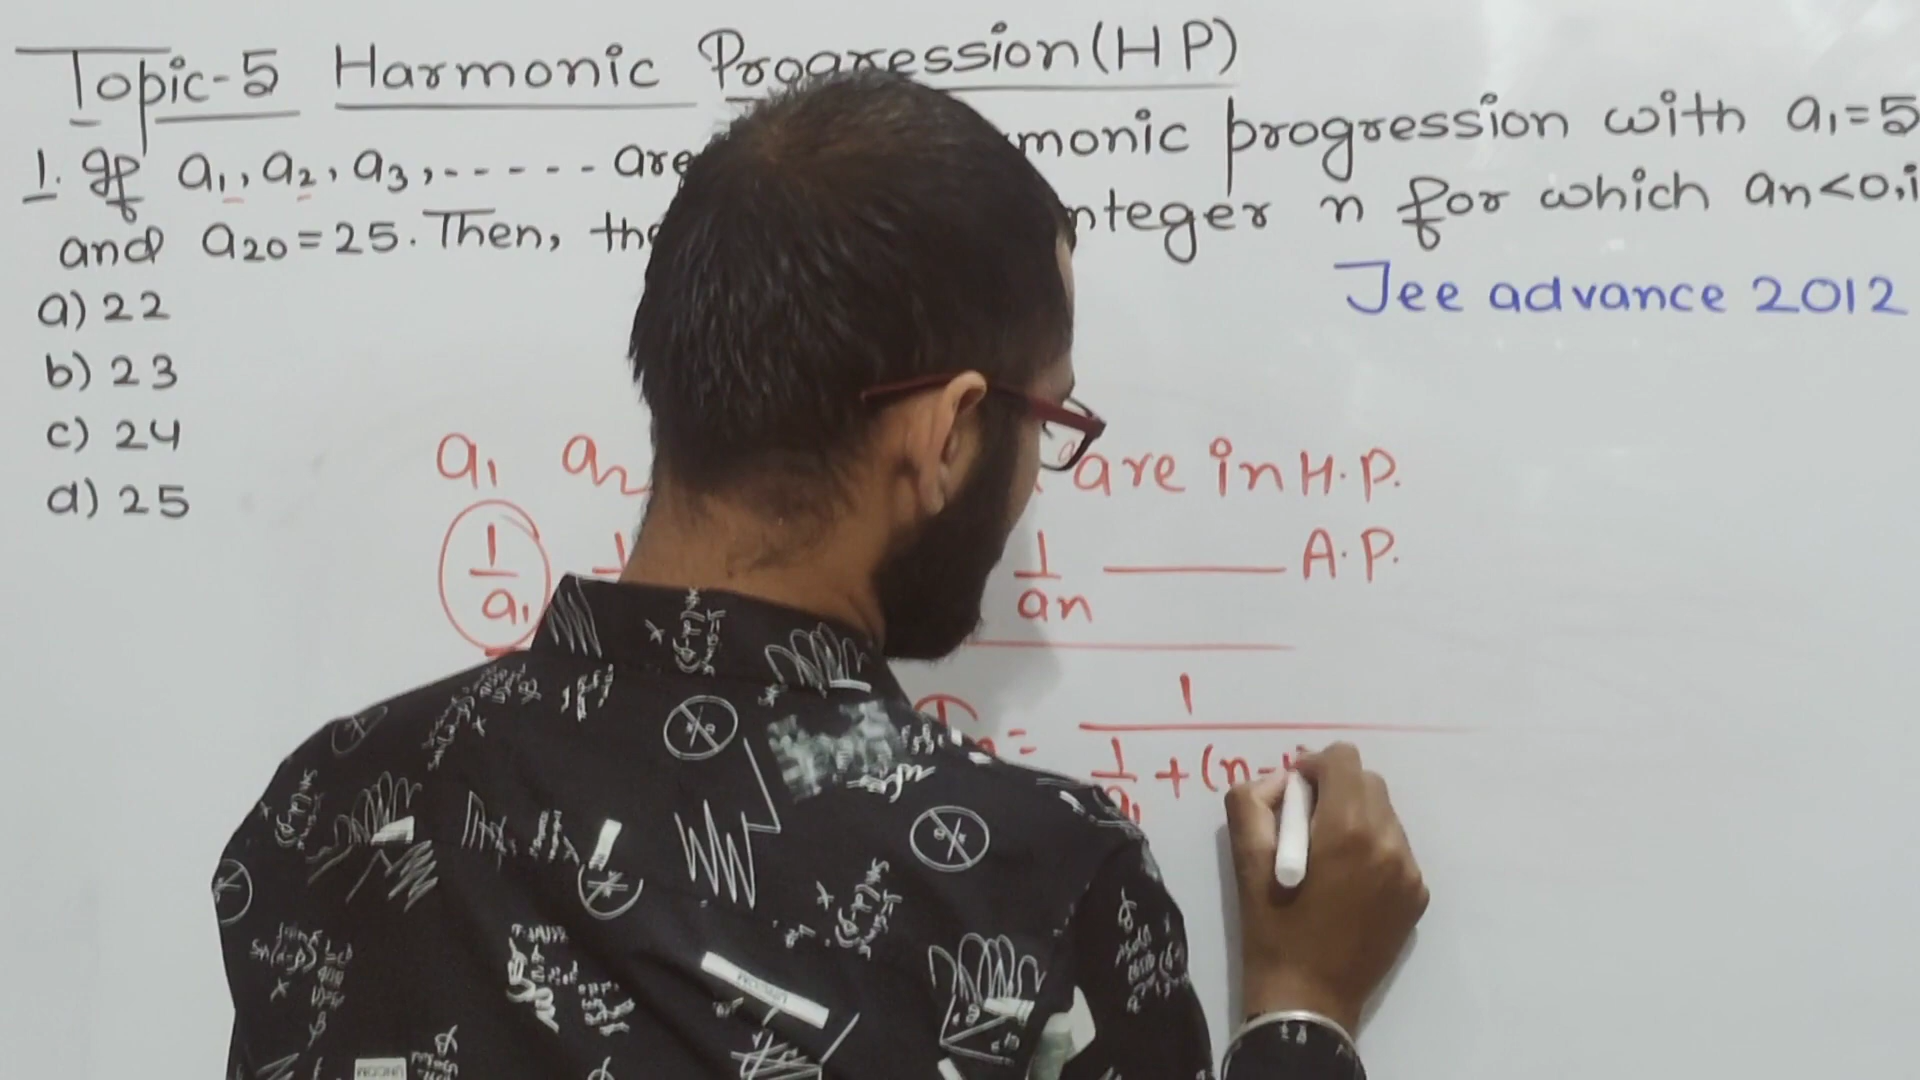 Topic-5 Harmonic Progression (HP)
1. If a1, a2, a3, ----- are monic progression with a1=5
and a20=25. Then, the nteger n for which an<0, i
Jee advance 2012
a) 22
b) 23
c) 24
d) 25
a1 a2 are in H.P.
1/a1 1 1/an —— A.P.
n = 1/(1/a1 + (n-1)